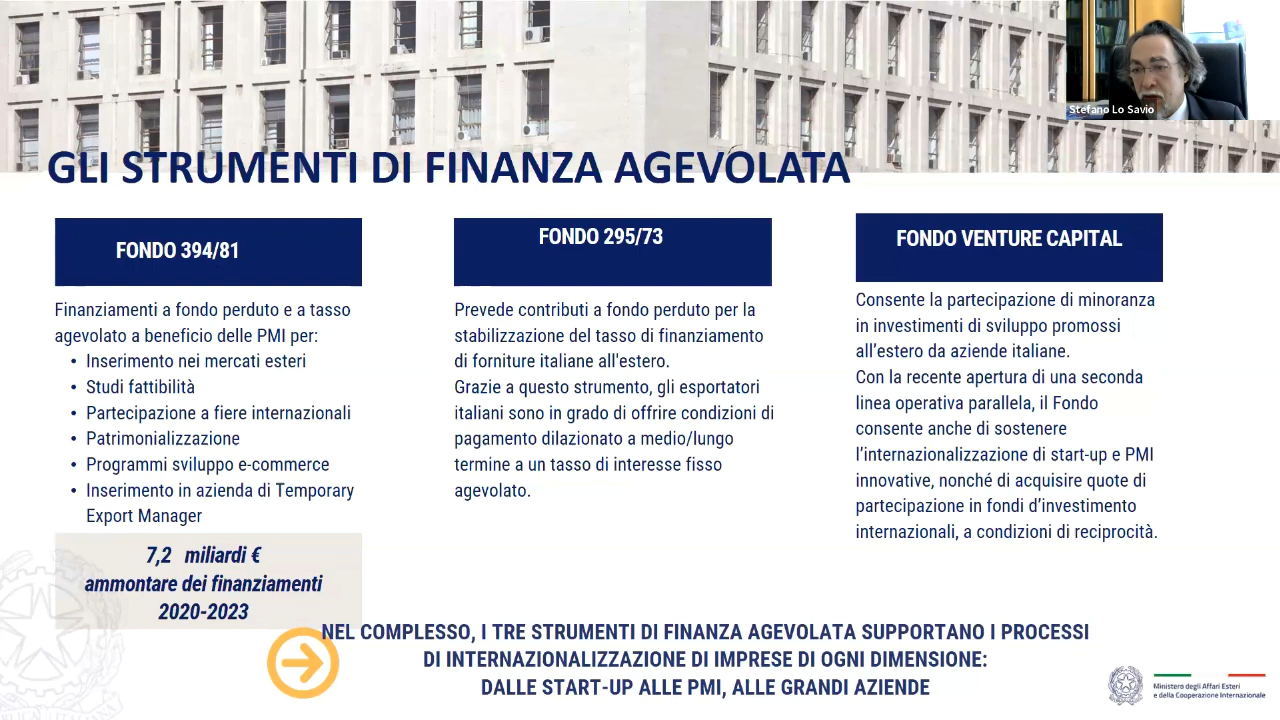 Stefano Lo Savio
GLI STRUMENTI DI FINANZA AGEVOLATA
FONDO 394/81
Finanziamenti a fondo perduto e a tasso
agevolato a beneficio delle PMI per:
• Inserimento nei mercati esteri
• Studi fattibilità
• Partecipazione a fiere internazionali
• Patrimonializzazione
• Programmi sviluppo e-commerce
• Inserimento in azienda di Temporary
Export Manager
7,2 miliardi €
ammontare dei finanziamenti
2020-2023
FONDO 295/73
Prevede contributi a fondo perduto per la
stabilizzazione del tasso di finanziamento
di forniture italiane all'estero.
Grazie a questo strumento, gli esportatori
italiani sono in grado di offrire condizioni di
pagamento dilazionato a medio/lungo
termine a un tasso di interesse fisso
agevolato.
FONDO VENTURE CAPITAL
Consente la partecipazione di minoranza
in investimenti di sviluppo promossi
all’estero da aziende italiane.
Con la recente apertura di una seconda
linea operativa parallela, il Fondo
consente anche di sostenere
l’internazionalizzazione di start-up e PMI
innovative, nonché di acquisire quote di
partecipazione in fondi d’investimento
internazionali, a condizioni di reciprocità.
NEL COMPLESSO, I TRE STRUMENTI DI FINANZA AGEVOLATA SUPPORTANO I PROCESSI
DI INTERNAZIONALIZZAZIONE DI IMPRESE DI OGNI DIMENSIONE:
DALLE START-UP ALLE PMI, ALLE GRANDI AZIENDE
Ministero degli Affari Esteri
e della Cooperazione Internazionale